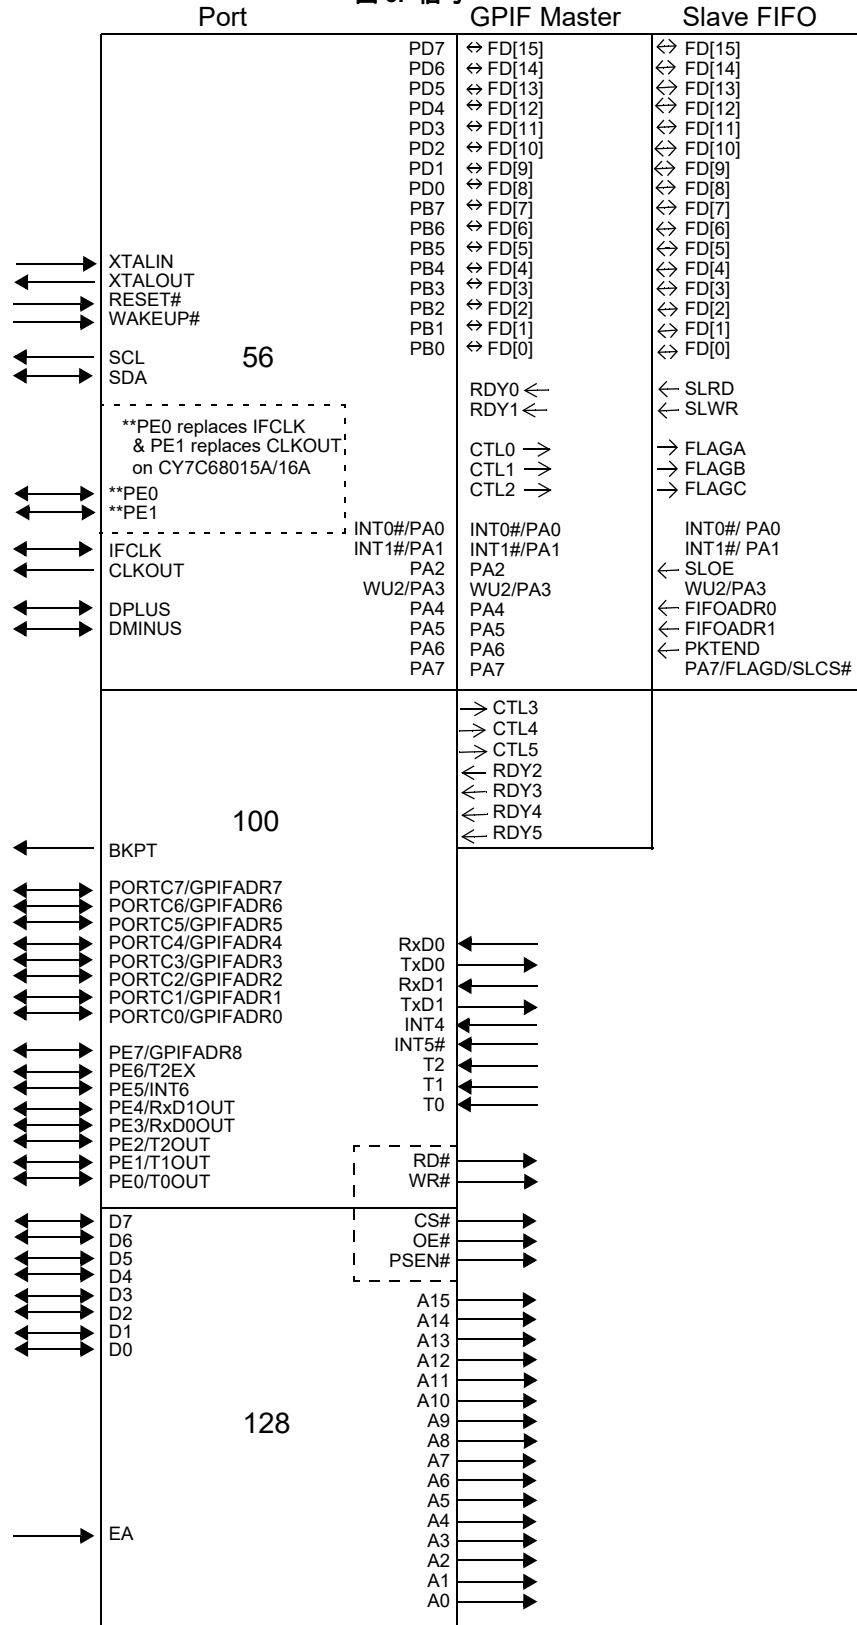 Port GPIF Master Slave FIFO
PD7 FD[15] FD[15]
PD6 FD[14] FD[14]
PD5 FD[13] FD[13]
PD4 FD[12] FD[12]
PD3 FD[11] FD[11]
PD2 FD[10] FD[10]
PD1 FD[9] FD[9]
PD0 FD[8] FD[8]
PB7 FD[7] FD[7]
PB6 FD[6] FD[6]
PB5 FD[5] FD[5]
PB4 FD[4] FD[4]
PB3 FD[3] FD[3]
PB2 FD[2] FD[2]
PB1 FD[1] FD[1]
PB0 FD[0] FD[0]
XTALIN
XTALOUT
RESET#
WAKEUP#
SCL
SDA
56
RDY0 SLRD
RDY1 SLWR
CTL0 FLAGA
CTL1 FLAGB
CTL2 FLAGC
**PE0 replaces IFCLK
& PE1 replaces CLKOUT
on CY7C68015A/16A
**PE0
**PE1
IFCLK
CLKOUT
DPLUS
DMINUS
INT0#/PA0 INT0#/PA0 INT0#/ PA0
INT1#/PA1 INT1#/PA1 INT1#/ PA1
PA2 PA2 SLOE
WU2/PA3 WU2/PA3 WU2/PA3
PA4 PA4 FIFOADR0
PA5 PA5 FIFOADR1
PA6 PA6 PKTEND
PA7 PA7 PA7/FLAGD/SLCS#
CTL3
CTL4
CTL5
RDY2
RDY3
RDY4
RDY5
100
BKPT
PORTC7/GPIFADR7
PORTC6/GPIFADR6
PORTC5/GPIFADR5
PORTC4/GPIFADR4
PORTC3/GPIFADR3
PORTC2/GPIFADR2
PORTC1/GPIFADR1
PORTC0/GPIFADR0
PE7/GPIFADR8
PE6/T2EX
PE5/INT6
PE4/RxD1OUT
PE3/RxD0OUT
PE2/T2OUT
PE1/T1OUT
PE0/T0OUT
RxD0
TxD0
RxD1
TxD1
INT4
INT5#
T2
T1
T0
RD#
WR#
CS#
OE#
PSEN#
D7
D6
D5
D4
D3
D2
D1
D0
A15
A14
A13
A12
A11
A10
A9
A8
A7
A6
A5
A4
A3
A2
A1
A0
128
EA